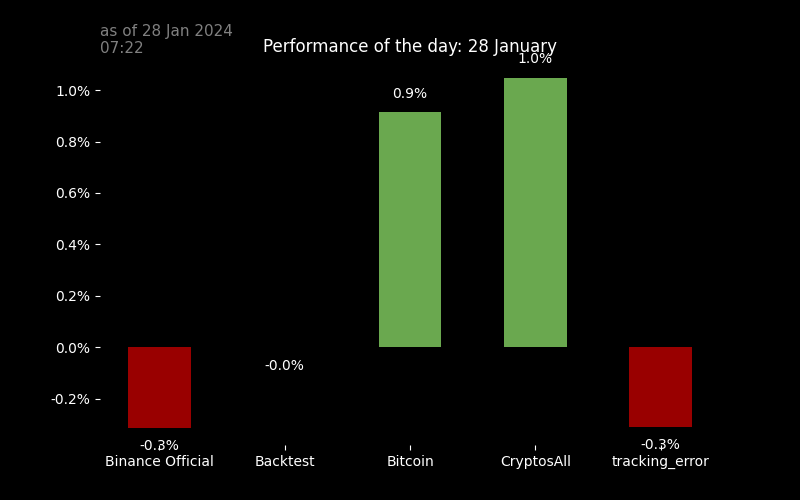 as of 28 Jan 2024
07:22
Performance of the day: 28 January
1.0%
0.9%
1.0%
0.8%
0.6%
0.4%
0.2%
0.0%
-0.2%
-0.0%
-0.3%
-0.3%
Binance Official
Backtest
Bitcoin
CryptosAll
tracking_error